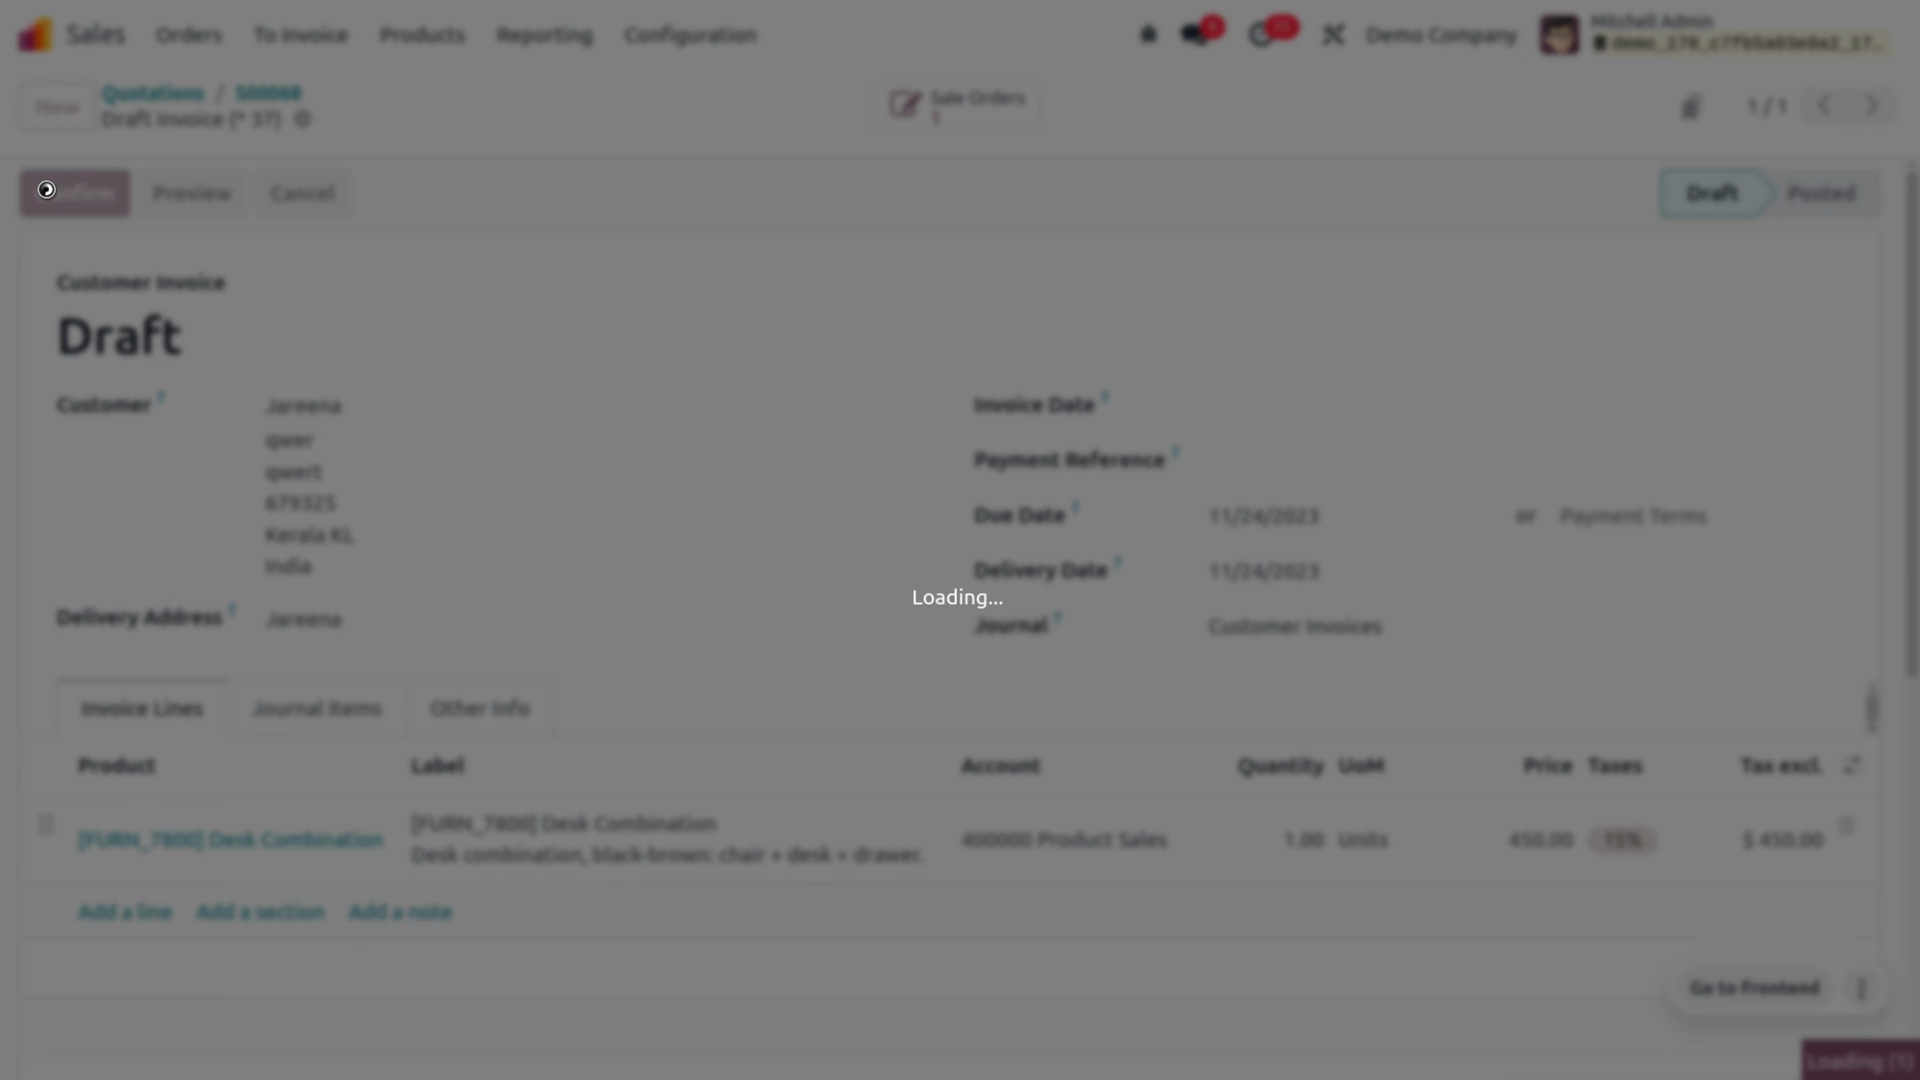 Sales Orders To Invoice Products Reporting Configuration
Demo Company
Mitchell Admin
New
Quotations / S00068
Draft Invoice (* 37)
Sale Orders
1
1 / 1
Preview Cancel
Draft Posted
Customer Invoice
Draft
Customer ? Jareena
qwer
qwert
679325
Kerala KL
India
Delivery Address ? Jareena
Invoice Date ?
Payment Reference ?
Due Date ? 11/24/2023 or Payment Terms
Delivery Date ? 11/24/2023
Loading...
Journal ? Customer Invoices
Invoice Lines Journal Items Other Info
Product Label Account Quantity UoM Price Taxes Tax excl.
[FURN_7800] Desk Combination
[FURN_7800] Desk Combination
Desk combination, black-brown: chair + desk + drawer.
400000 Product Sales 1.00 Units 450.00 15% $ 450.00
Add a line Add a section Add a note
Go to Frontend
Loading (1)